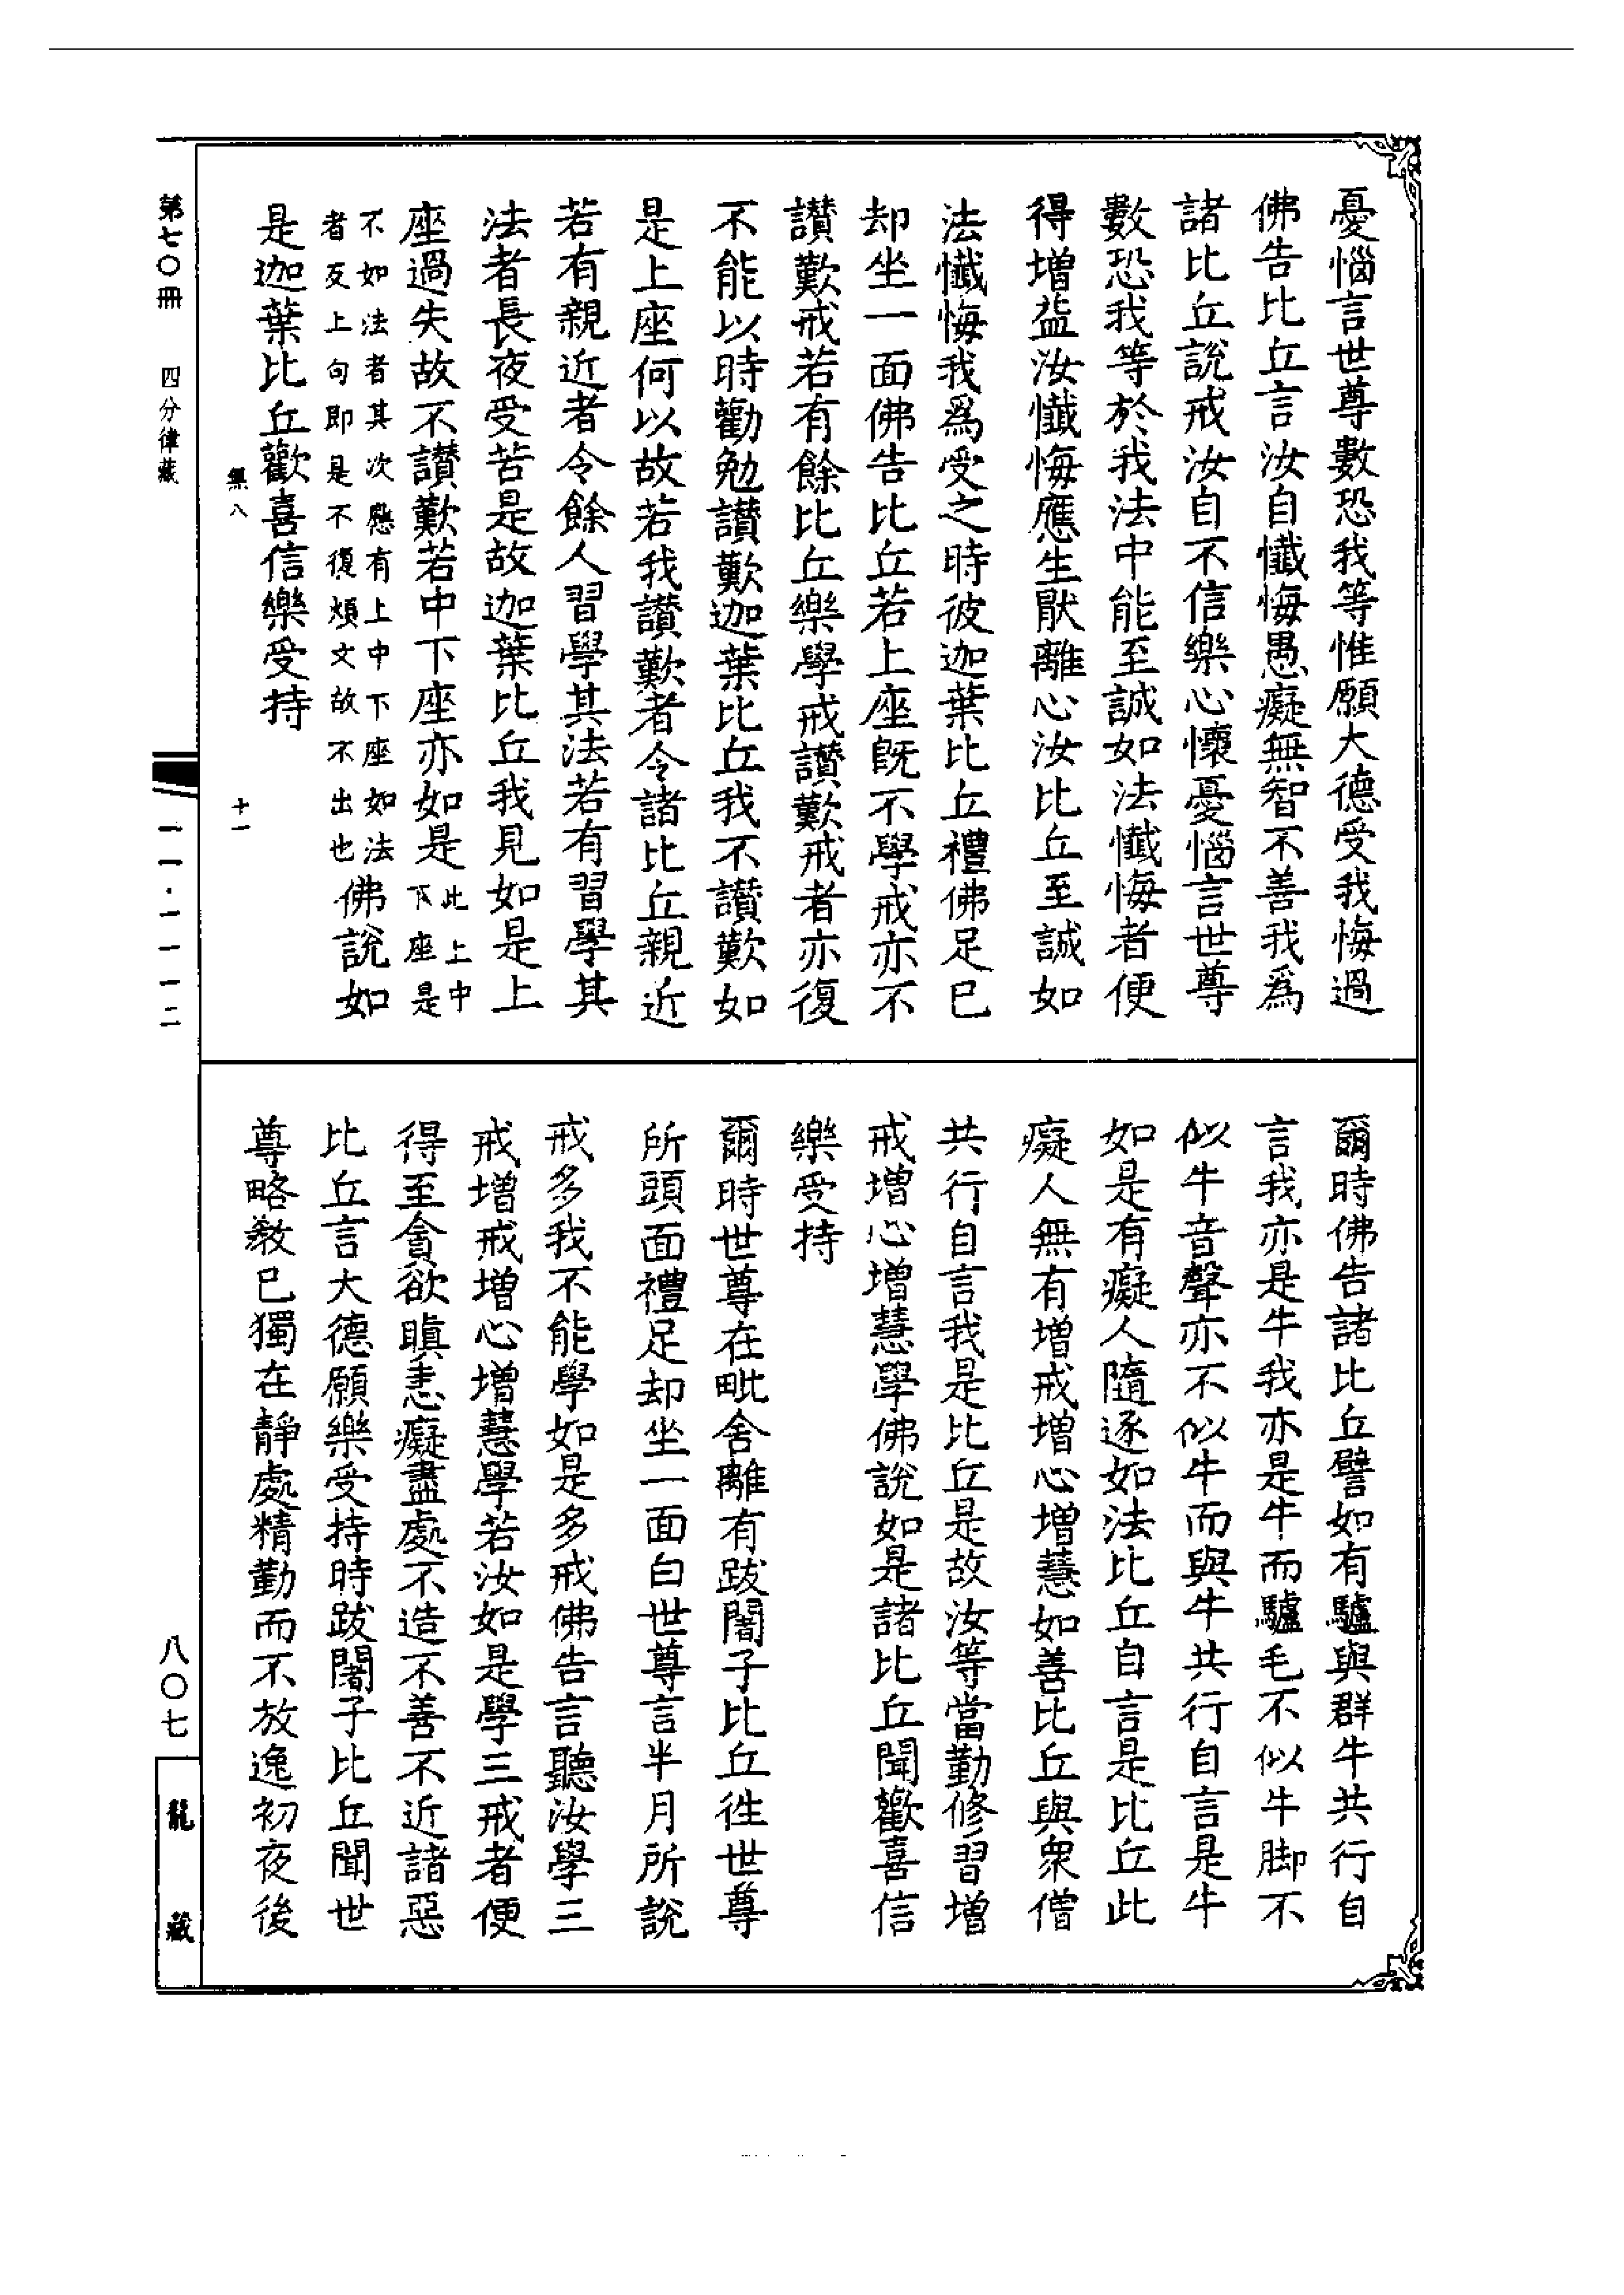 憂惱言世尊數恐我等惟願大德受我悔過
佛告比丘言汝自懺悔愚癡無智不善我爲
諸比丘說戒汝自不信樂心懷憂惱言世尊
數恐我等於我法中能至誠如法懺悔者便
得增益汝懺悔應生厭離心汝比丘至誠如
法懺悔我爲受之時彼迦葉比丘禮佛足已
却坐一面佛告比丘若上座既不學戒亦不
讚歎戒若有餘比丘樂學戒讚歎戒者亦復
不能以時勸勉讚歎迦葉比丘我不讚歎如
是上座何以故若我讚歎者令諸比丘親近
若有親近者令餘人習學其法若有習學其
法者長夜受苦是故迦葉比丘我見如是上
座過失故不讚歎若中下座亦如是此上中
下座是
不如法者其次應有上中下座如法
者反上句即是不復煩文故不出也佛說如
是迦葉比丘歡喜信樂受持
集八 十一
爾時佛告諸比丘譬如有驢與群牛共行自
言我亦是牛我亦是牛而驢毛不似牛脚不
似牛音聲亦不似牛而與牛共行自言是牛
如是有癡人隨逐如法比丘自言是比丘此
癡人無有增戒增心增慧如善比丘與衆僧
共行自言我是比丘是故汝等當勤修習增
戒增心增慧學佛說如是諸比丘聞歡喜信
樂受持
爾時世尊在毗舍離有跋闍子比丘徃世尊
所頭面禮足却坐一面白世尊言半月所說
戒多我不能學如是多戒佛告言聽汝學三
戒增戒增心增慧學若汝如是學三戒者便
得至貪欲瞋恚癡盡處不造不善不近諸惡
比丘言大德願樂受持時跋闍子比丘聞世
尊略敎已獨在靜處精勤而不放逸初夜後
第七〇冊 四分律藏 一一·一一一二 八〇七 龍藏